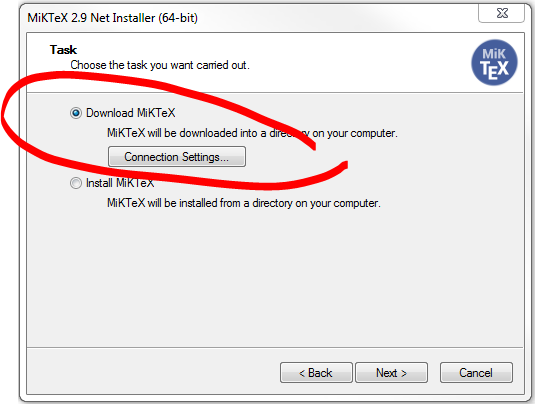 MiKTeX 2.9 Net Installer (64-bit)
Task
Choose the task you want carried out.
MiK
TEX
Download MiKTeX
MiKTeX will be downloaded into a directory on your computer.
Connection Settings...
Install MiKTeX
MiKTeX will be installed from a directory on your computer.
< Back
Next >
Cancel